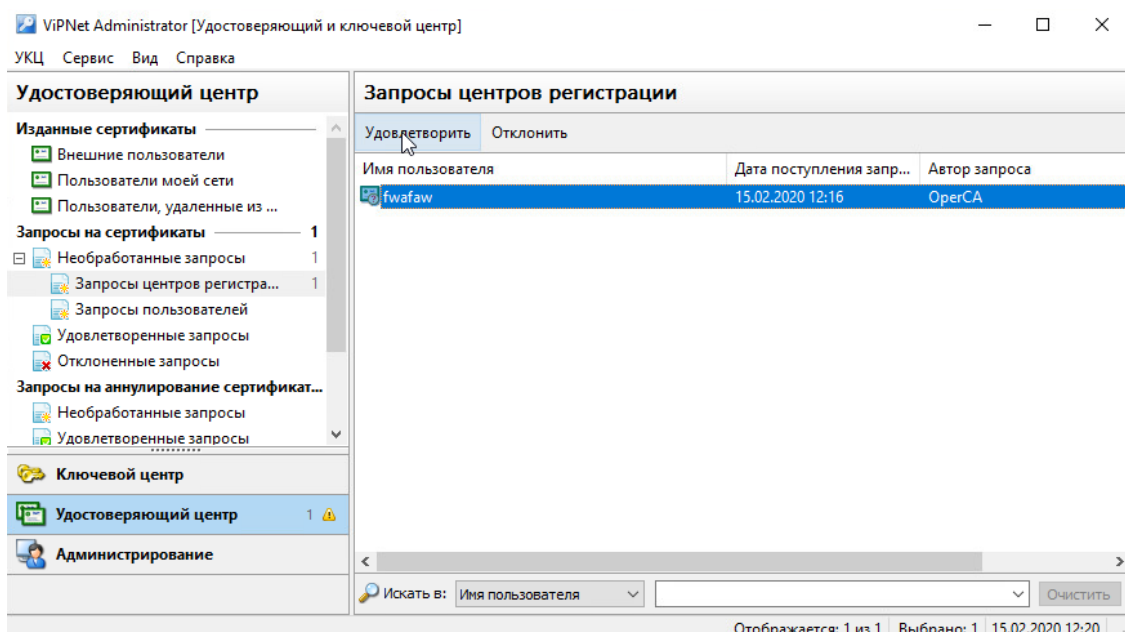 ViPNet Administrator [Удостоверяющий и ключевой центр]
УКЦ Сервис Вид Справка
Удостоверяющий центр
Изданные сертификаты
Внешние пользователи
Пользователи моей сети
Пользователи, удаленные из ...
Запросы на сертификаты 1
Необработанные запросы 1
Запросы центров регистра... 1
Запросы пользователей
Удовлетворенные запросы
Отклоненные запросы
Запросы на аннулирование сертификат...
Необработанные запросы
Удовлетворенные запросы
Ключевой центр
Удостоверяющий центр 1
Администрирование
Запросы центров регистрации
Удовлетворить Отклонить
Имя пользователя Дата поступления запр... Автор запроса
fwafaw 15.02.2020 12:16 OperCA
Искать в: Имя пользователя Очистить
Отображается: 1 из 1 Выбрано: 1 15.02.2020 12:20